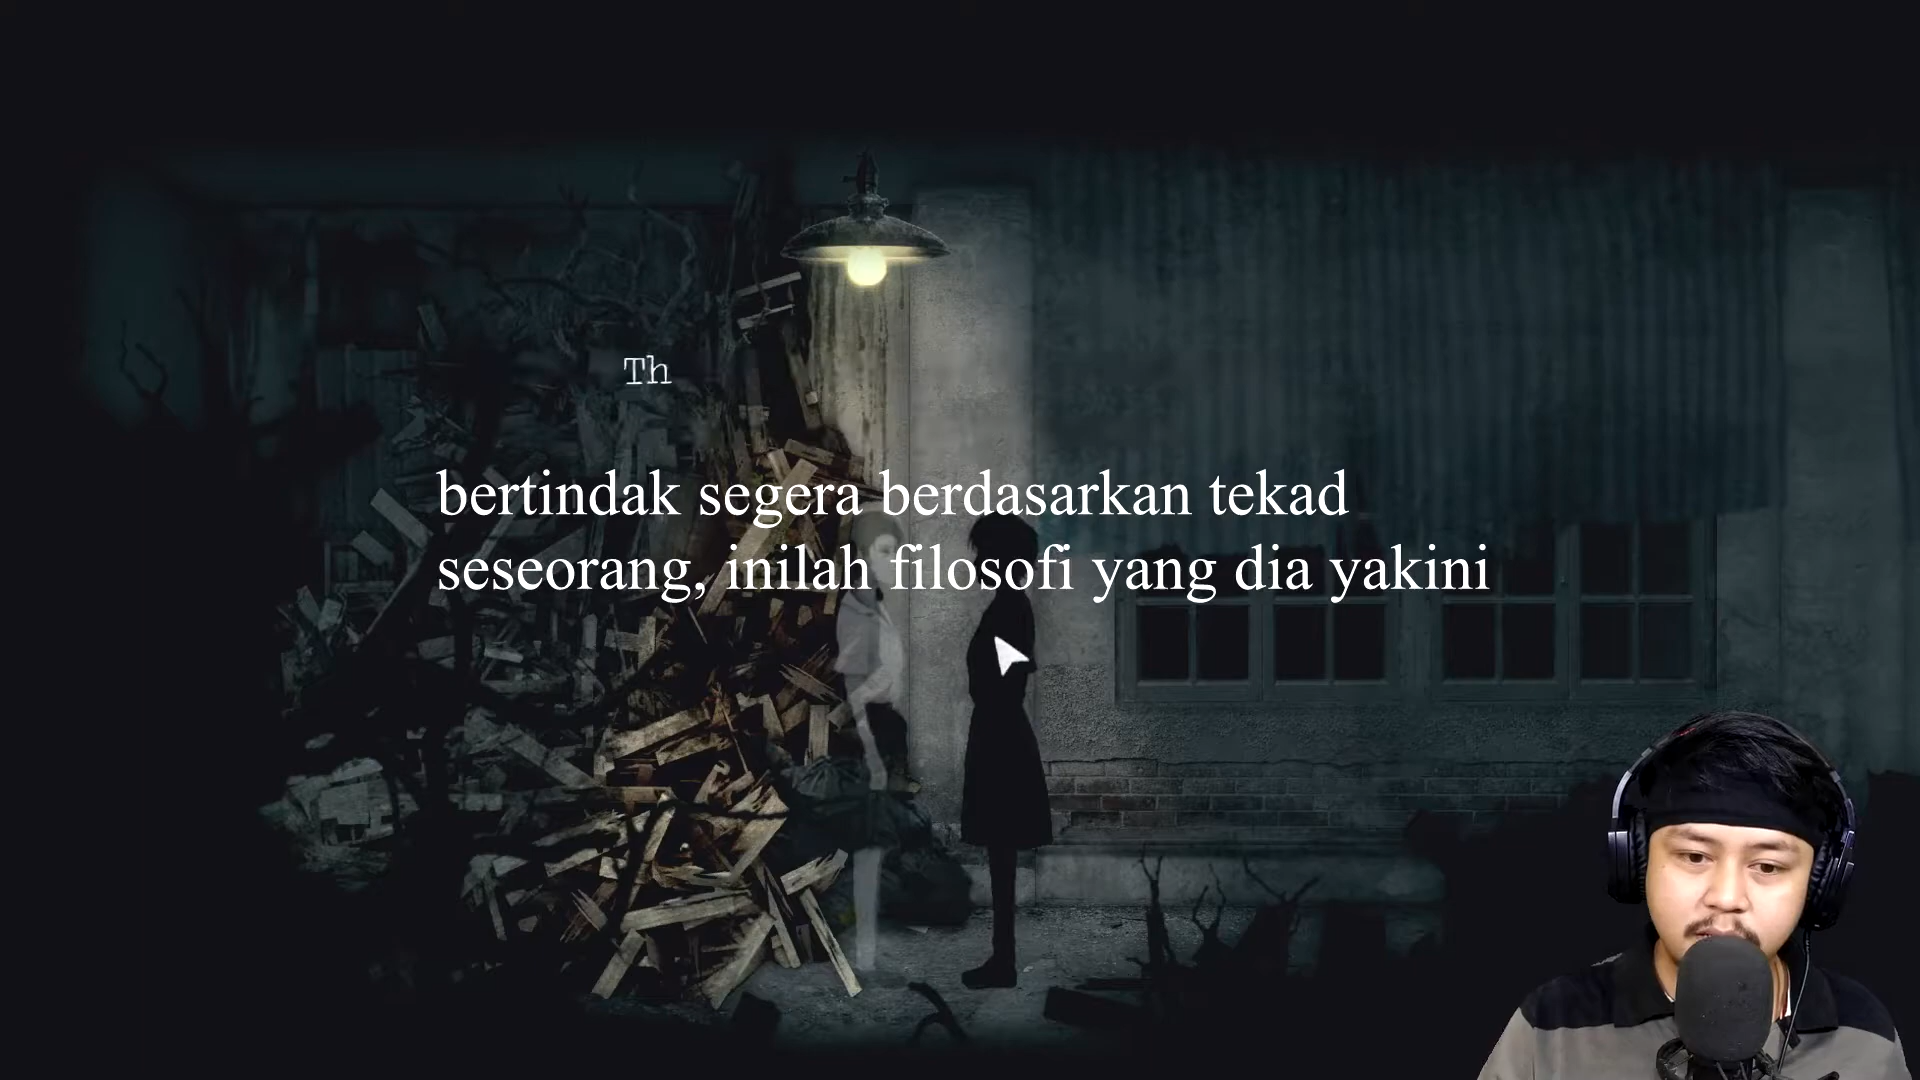 Th
bertindak segera berdasarkan tekad
seseorang, inilah filosofi yang dia yakini